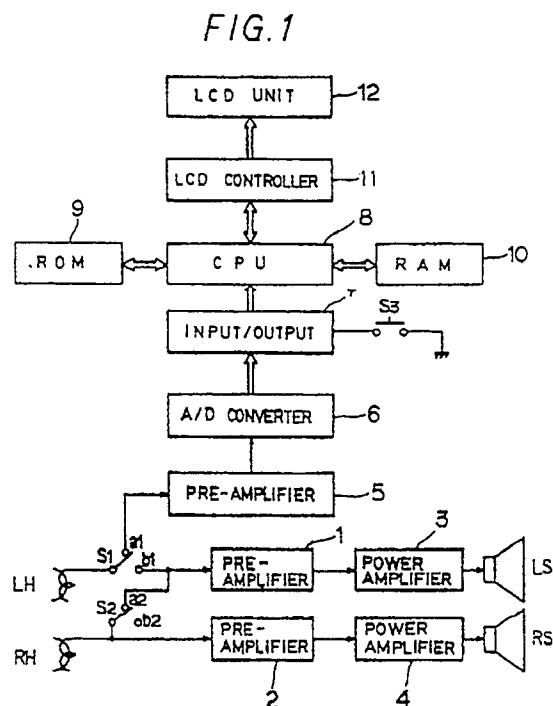 FIG.1
LCD UNIT
12
LCD CONTROLLER
11
9
8
.ROM
CPU
RAM
10
7
INPUT/OUTPUT
S3
A/D CONVERTER
6
PRE-AMPLIFIER
5
a1
S1
b1
1
3
LH
PRE-
AMPLIFIER
POWER
AMPLIFIER
LS
a2
S2
b2
RH
PRE-
AMPLIFIER
POWER
AMPLIFIER
RS
2
4